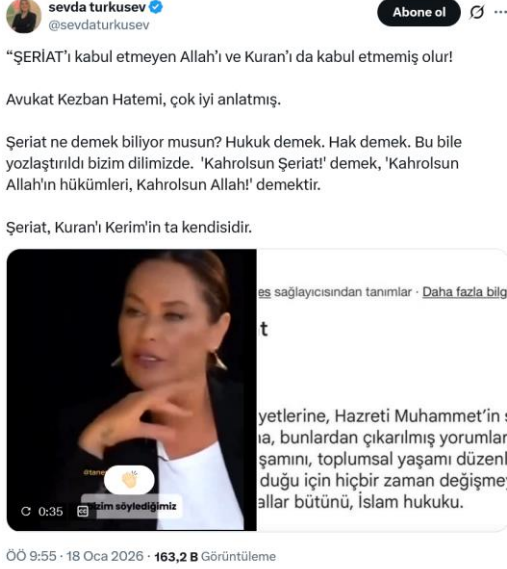 sevda turkusev
@sevdaturkusev
Abone ol
“ŞERİAT’ı kabul etmeyen Allah’ı ve Kuran’ı da kabul etmemiş olur!
Avukat Kezban Hatemi, çok iyi anlatmış.
Şeriat ne demek biliyor musun? Hukuk demek. Hak demek. Bu bile
yozlaştırıldı bizim dilimizde. 'Kahrolsun Şeriat!' demek, 'Kahrolsun
Allah'ın hükümleri, Kahrolsun Allah!' demektir.
Şeriat, Kuran'ı Kerim'in ta kendisidir.
es sağlayıcısından tanımlar · Daha fazla bilg
t
yetlerine, Hazreti Muhammet’in s
na, bunlardan çıkarılmış yorumlar
şamını, toplumsal yaşamı düzenl
duğu için hiçbir zaman değişmey
allar bütünü, İslam hukuku.
@tane
bizim söylediğimiz
0:35
ÖÖ 9:55 · 18 Oca 2026 · 163,2 B Görüntüleme